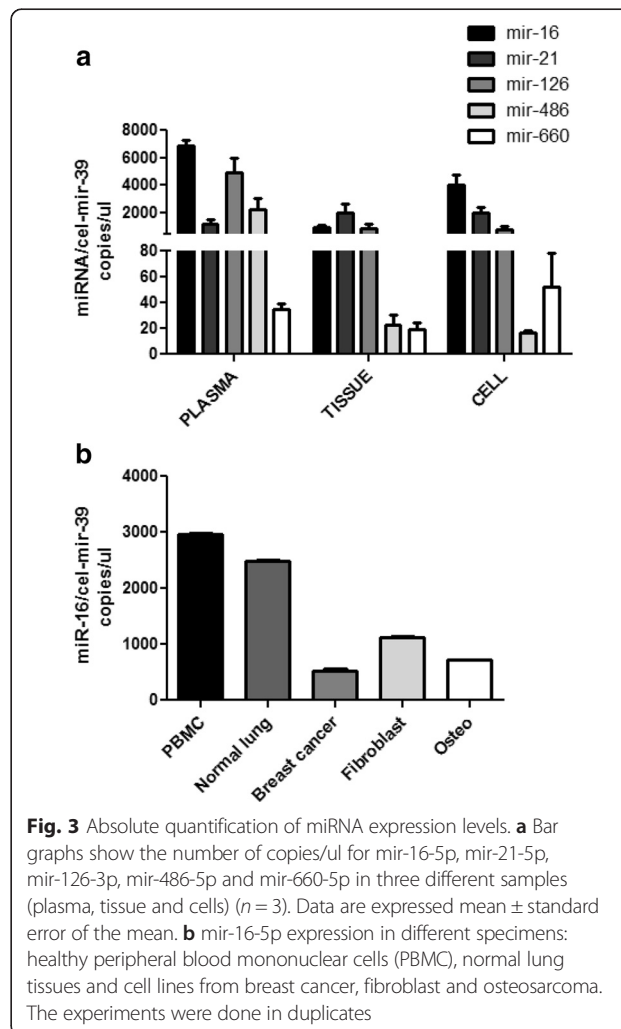 a
mir-16
mir-21
mir-126
mir-486
mir-660
miRNA/cel-mir-39
copies/ul
8000
6000
4000
2000
80
60
40
20
0
PLASMA
TISSUE
CELL
b
miR-16/cel-mir-39
copies/ul
4000
3000
2000
1000
0
PBMC
Normal lung
Breast cancer
Fibroblast
Osteo
Fig. 3 Absolute quantification of miRNA expression levels. a Bar
graphs show the number of copies/ul for mir-16-5p, mir-21-5p,
mir-126-3p, mir-486-5p and mir-660-5p in three different samples
(plasma, tissue and cells) (n = 3). Data are expressed mean ± standard
error of the mean. b mir-16-5p expression in different specimens:
healthy peripheral blood mononuclear cells (PBMC), normal lung
tissues and cell lines from breast cancer, fibroblast and osteosarcoma.
The experiments were done in duplicates